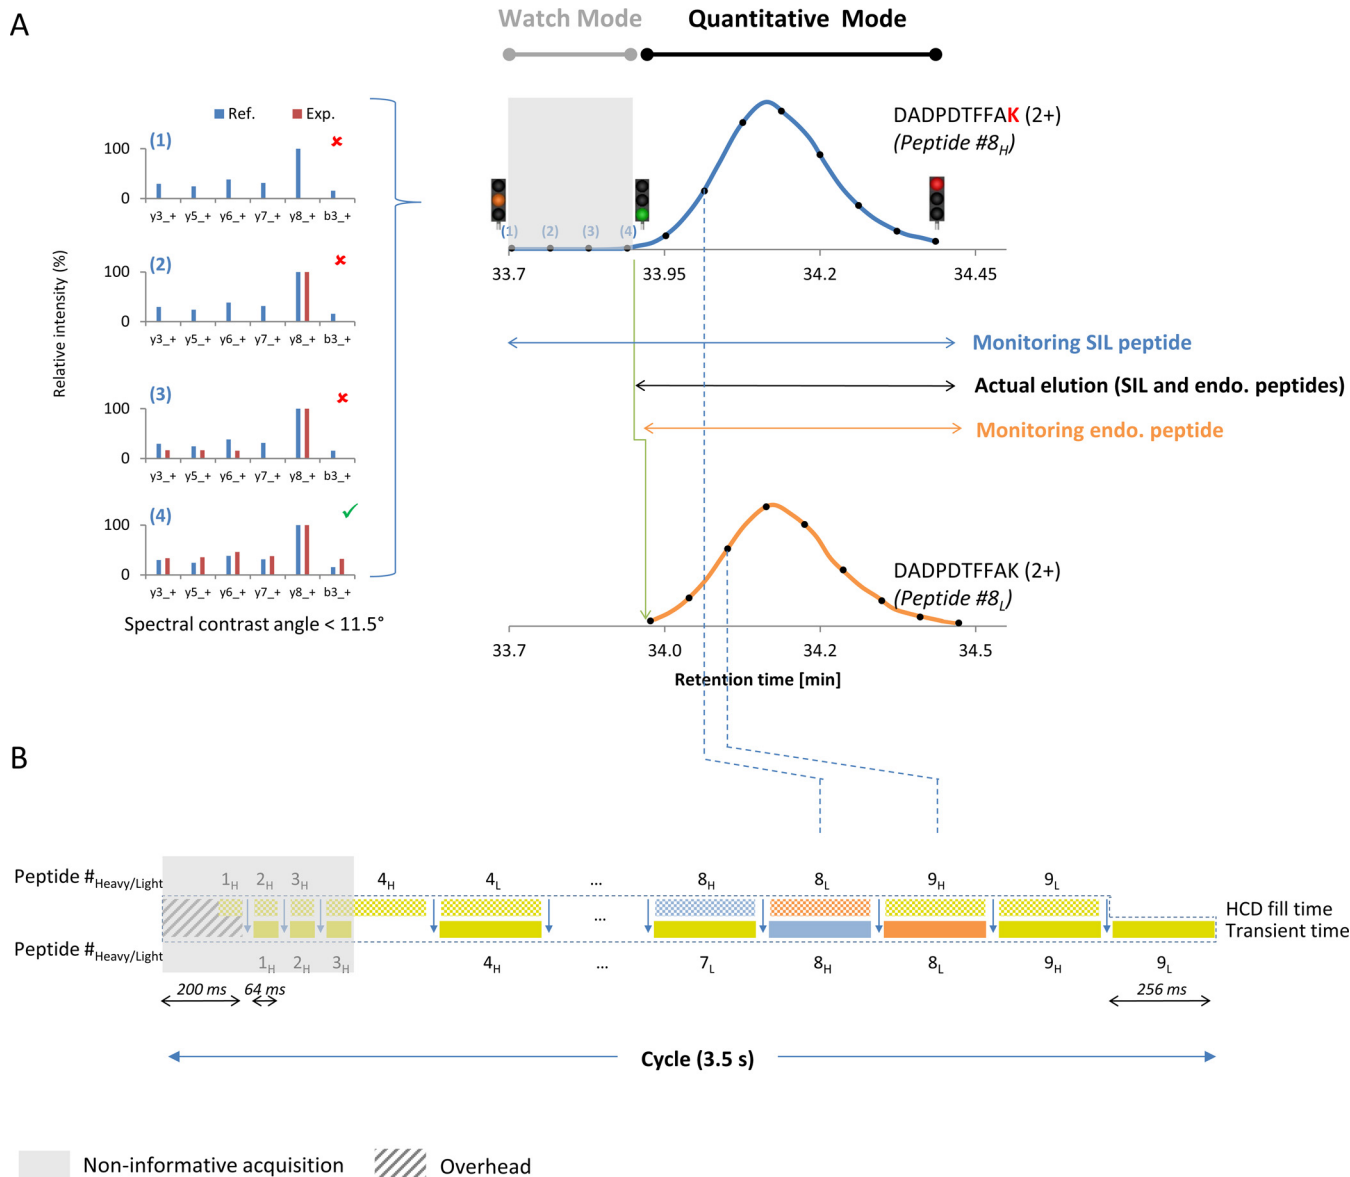 A
Watch Mode
Quantitative Mode
Ref.
Exp.
(1)
100
0
y3_+ y5_+ y6_+ y7_+ y8_+ b3_+
(2)
100
0
y3_+ y5_+ y6_+ y7_+ y8_+ b3_+
(3)
100
0
y3_+ y5_+ y6_+ y7_+ y8_+ b3_+
(4)
100
0
y3_+ y5_+ y6_+ y7_+ y8_+ b3_+
Relative intensity (%)
Spectral contrast angle < 11.5°
DADPDTFFAK (2+)
(Peptide #8H)
(1) (2) (3) (4)
33.7 33.95 34.2 34.45
Monitoring SIL peptide
Actual elution (SIL and endo. peptides)
Monitoring endo. peptide
DADPDTFFAK (2+)
(Peptide #8L)
33.7 34.0 34.2 34.5
Retention time [min]
B
Peptide #Heavy/Light 1H 2H 3H 4H 4L ... 8H 8L 9H 9L
...
HCD fill time
Transient time
Peptide #Heavy/Light 1H 2H 3H 4H ... 7L 8H 8L 9H 9L
200 ms 64 ms 256 ms
Cycle (3.5 s)
Non-informative acquisition
Overhead